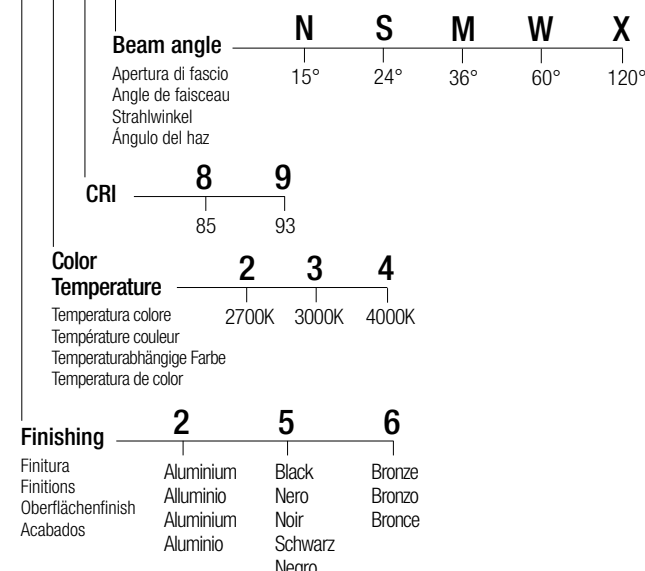 Beam angle N S M W X
Apertura di fascio 15° 24° 36° 60° 120°
Angle de faisceau
Strahlwinkel
Ángulo del haz
CRI 8 9
85 93
Color
Temperature 2 3 4
Temperatura colore 2700K 3000K 4000K
Température couleur
Temperaturabhängige Farbe
Temperatura de color
Finishing 2 5 6
Finitura Aluminium Black Bronze
Finitions Alluminio Nero Bronzo
Oberflächenfinish Aluminium Noir Bronce
Acabados Aluminio Schwarz
Negro